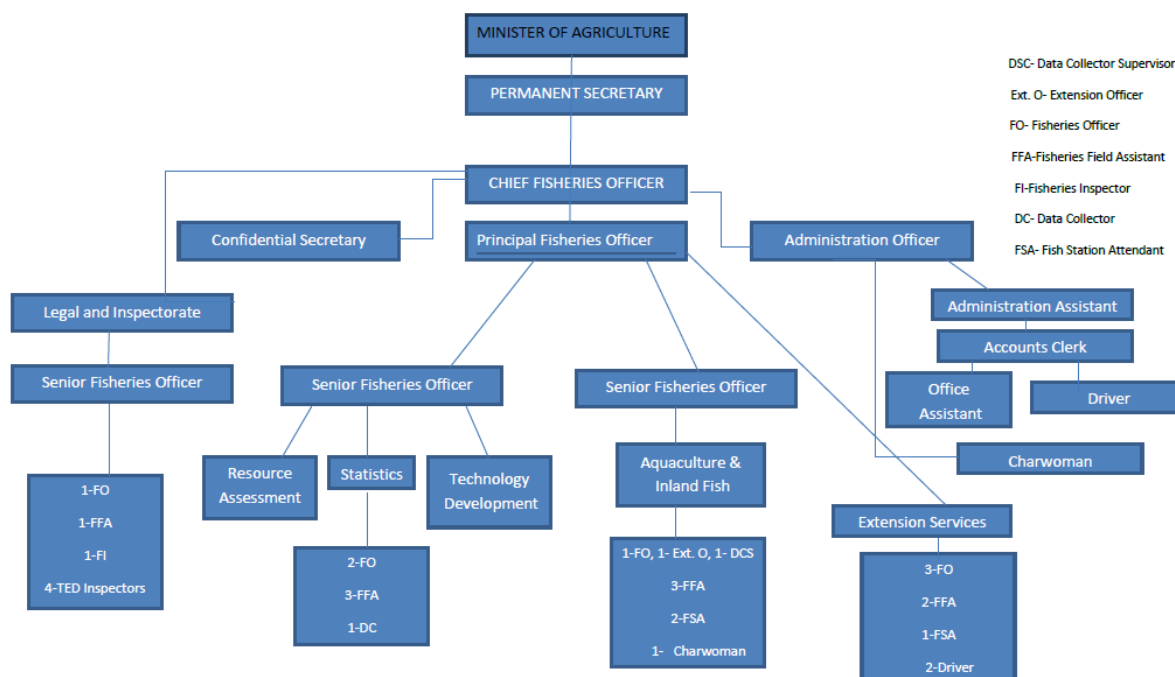 MINISTER OF AGRICULTURE
PERMANENT SECRETARY
CHIEF FISHERIES OFFICER
Confidential Secretary
Principal Fisheries Officer
Administration Officer
DSC- Data Collector Supervisor
Ext. O- Extension Officer
FO- Fisheries Officer
FFA-Fisheries Field Assistant
FI-Fisheries Inspector
DC- Data Collector
FSA- Fish Station Attendant
Legal and Inspectorate
Senior Fisheries Officer
1-FO
1-FFA
1-FI
4-TED Inspectors
Senior Fisheries Officer
Resource
Assessment
Statistics
Technology
Development
2-FO
3-FFA
1-DC
Senior Fisheries Officer
Aquaculture &
Inland Fish
1-FO, 1- Ext. O, 1- DCS
3-FFA
2-FSA
1- Charwoman
Administration Assistant
Accounts Clerk
Office
Assistant
Driver
Charwoman
Extension Services
3-FO
2-FFA
1-FSA
2-Driver